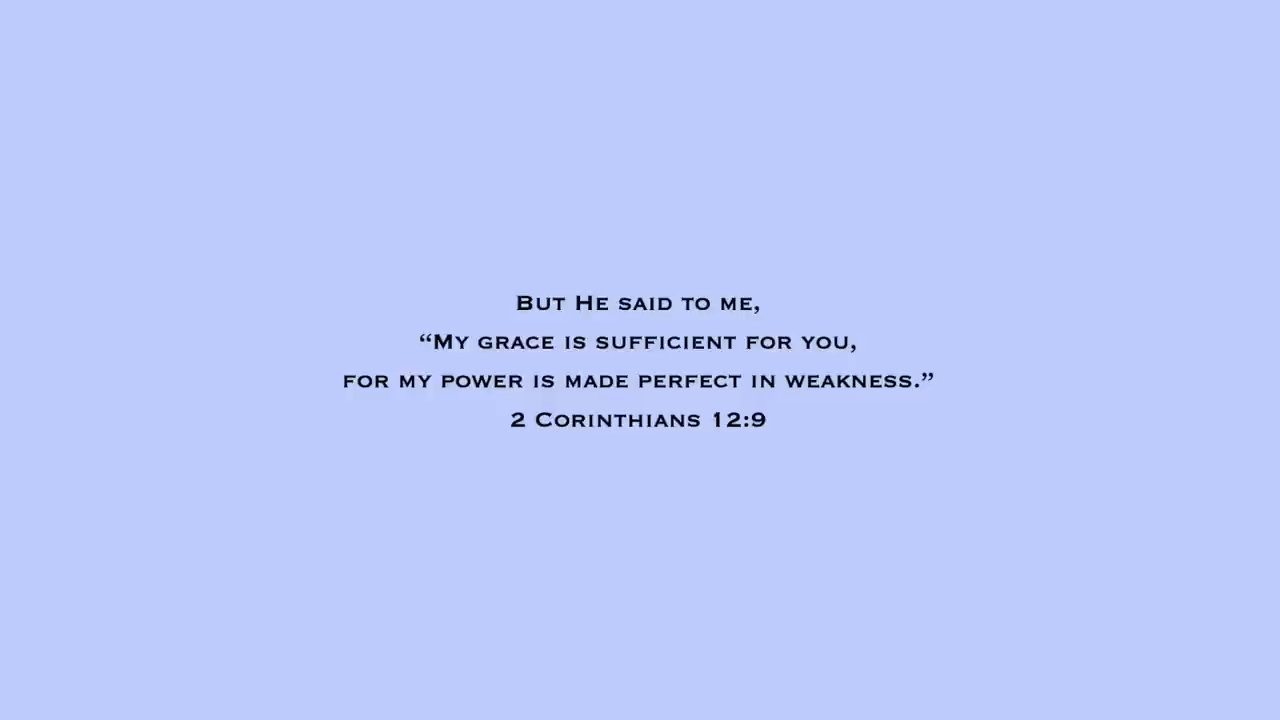 But He said to me,
“My grace is sufficient for you,
for my power is made perfect in weakness.”
2 Corinthians 12:9